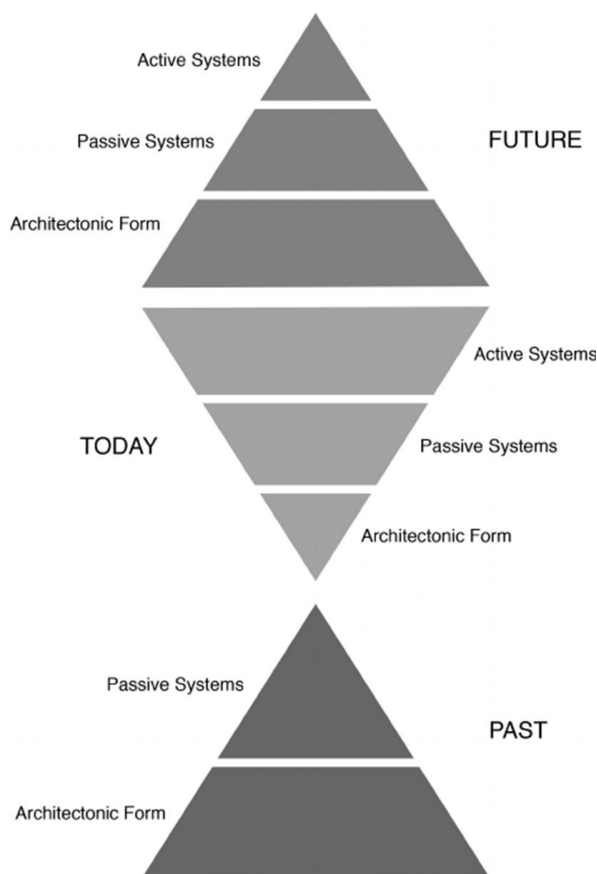 Active Systems
Passive Systems
FUTURE
Architectonic Form
Active Systems
TODAY
Passive Systems
Architectonic Form
Passive Systems
PAST
Architectonic Form